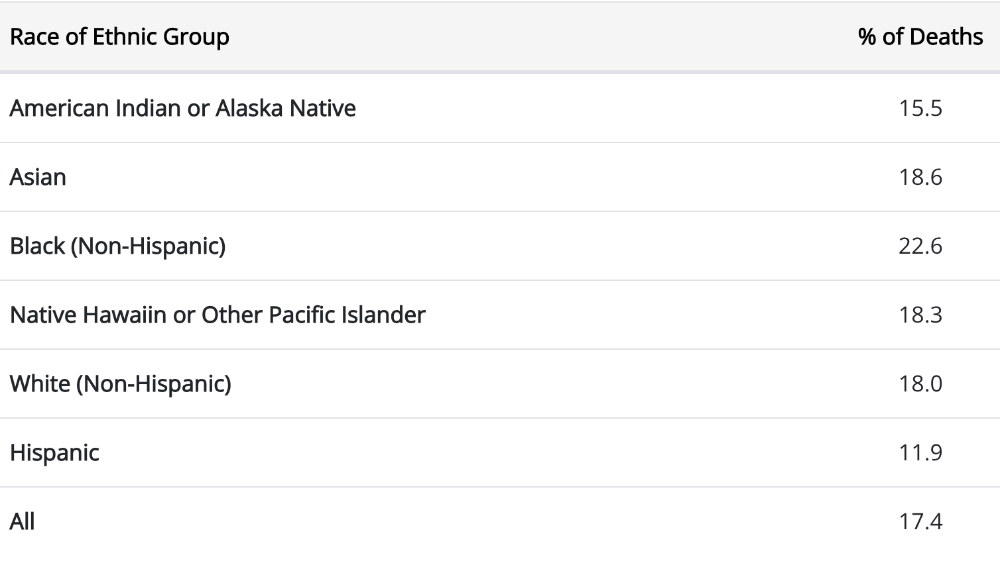 Race of Ethnic Group % of Deaths
American Indian or Alaska Native 15.5
Asian 18.6
Black (Non-Hispanic) 22.6
Native Hawaiin or Other Pacific Islander 18.3
White (Non-Hispanic) 18.0
Hispanic 11.9
All 17.4